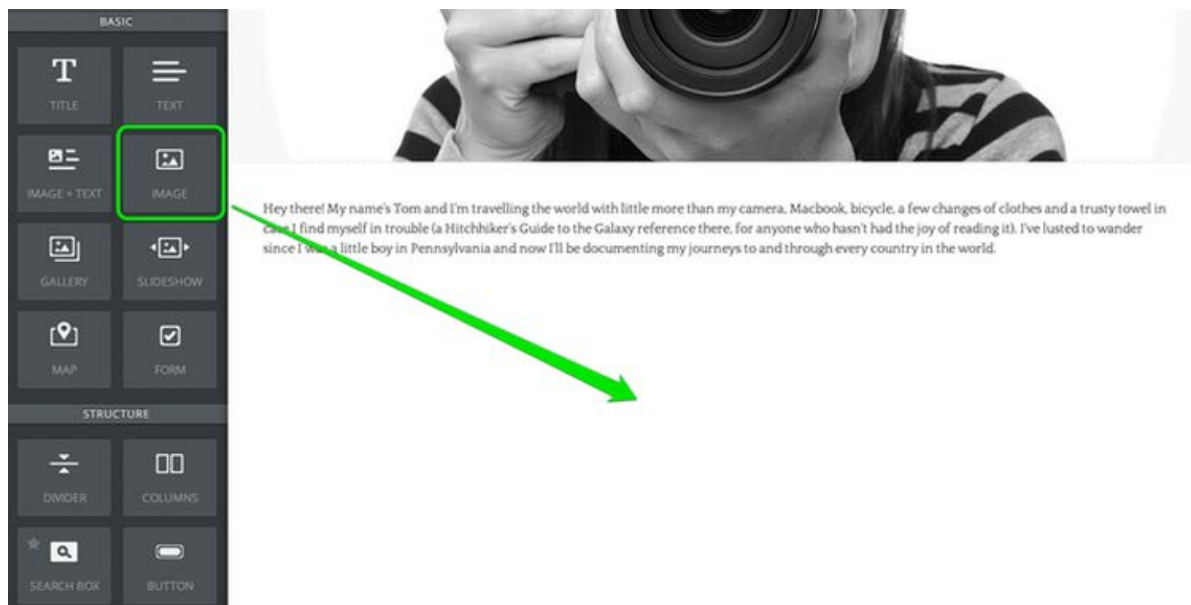 BASIC
TITLE
TEXT
IMAGE + TEXT
IMAGE
GALLERY
SLIDESHOW
MAP
FORM
STRUCTURE
DIVIDER
COLUMNS
SEARCH BOX
BUTTON
Hey there! My name's Tom and I'm travelling the world with little more than my camera, Macbook, bicycle, a few changes of clothes and a trusty towel in
case I find myself in trouble (a Hitchhiker's Guide to the Galaxy reference there, for anyone who hasn't had the joy of reading it). I've lusted to wander
since I was a little boy in Pennsylvania and now I'll be documenting my journeys to and through every country in the world.